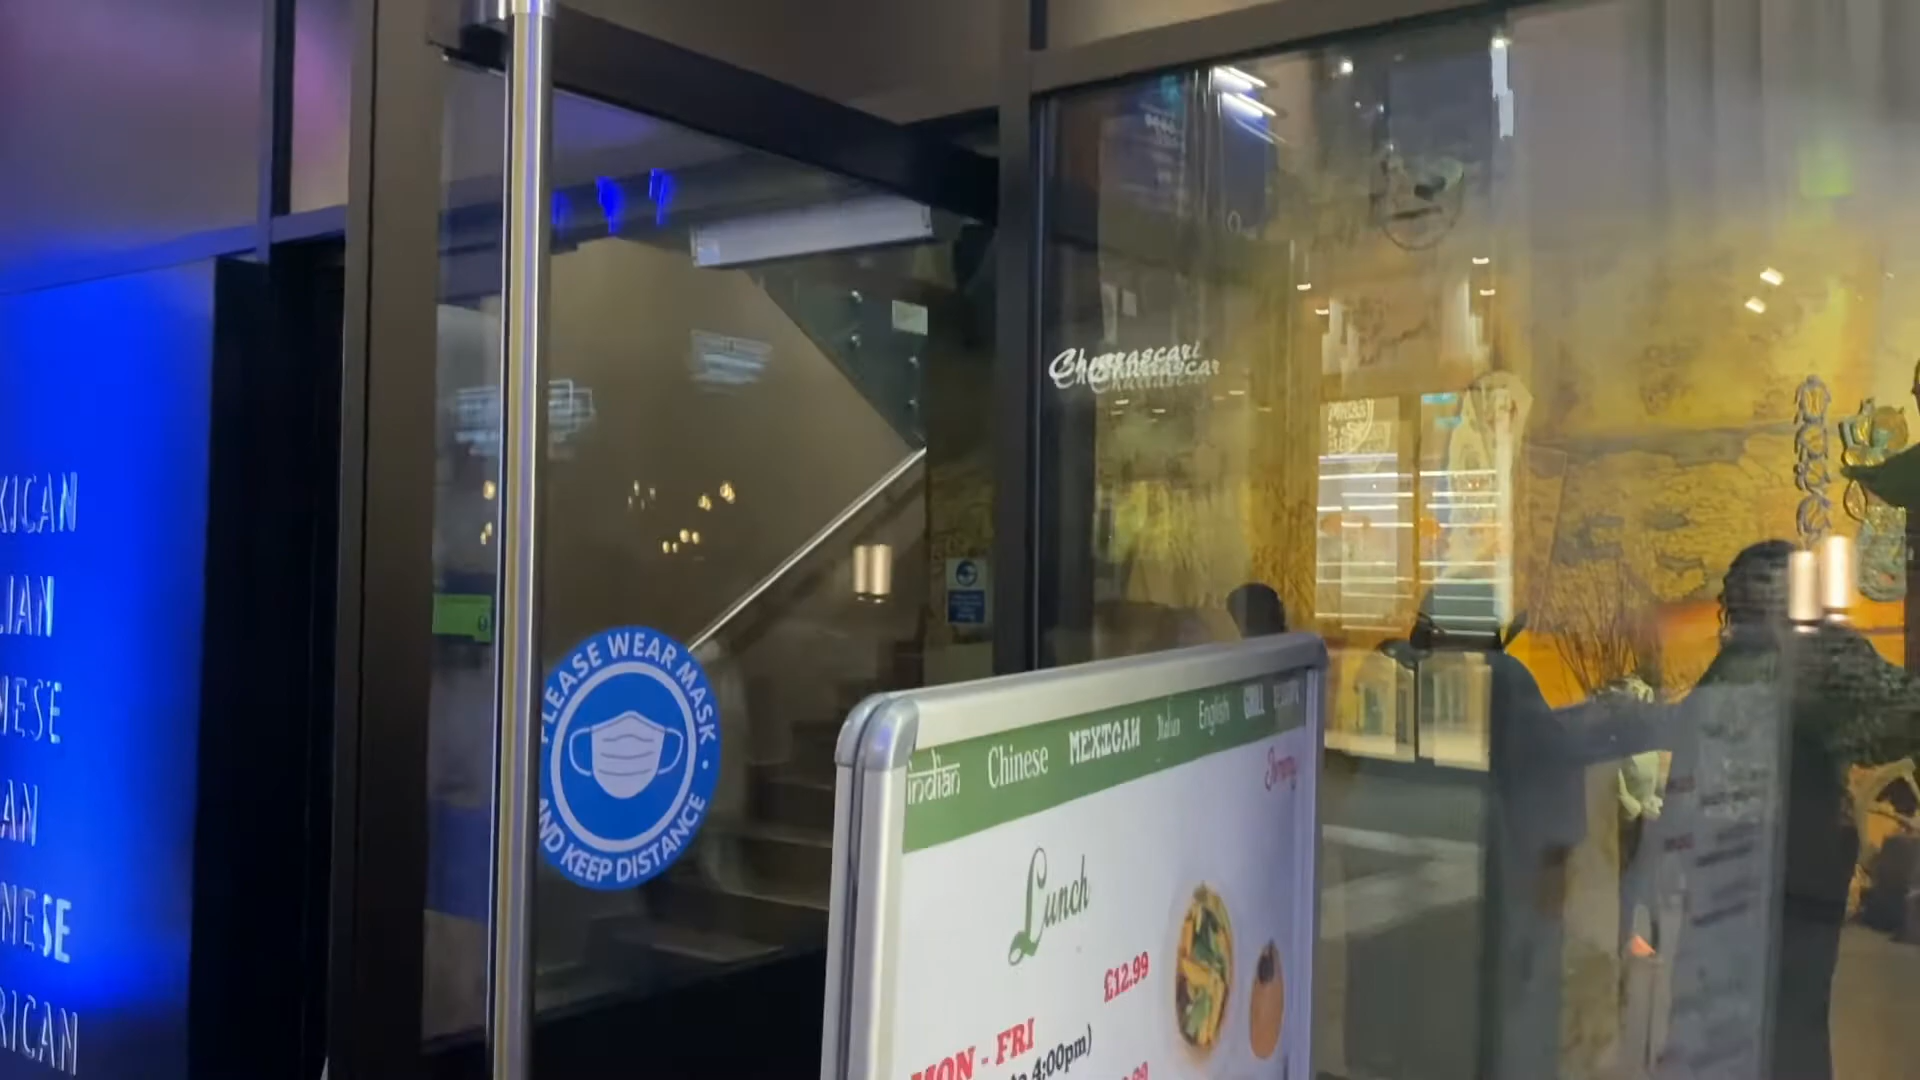 PLEASE WEAR MASK
AND KEEP DISTANCE
Churrascari
indian Chinese MEXICAN Italian English GRILL
Lunch
£12.99
MON - FRI
4:00pm)
XICAN
LIAN
NESE
AN
NESE
RICAN